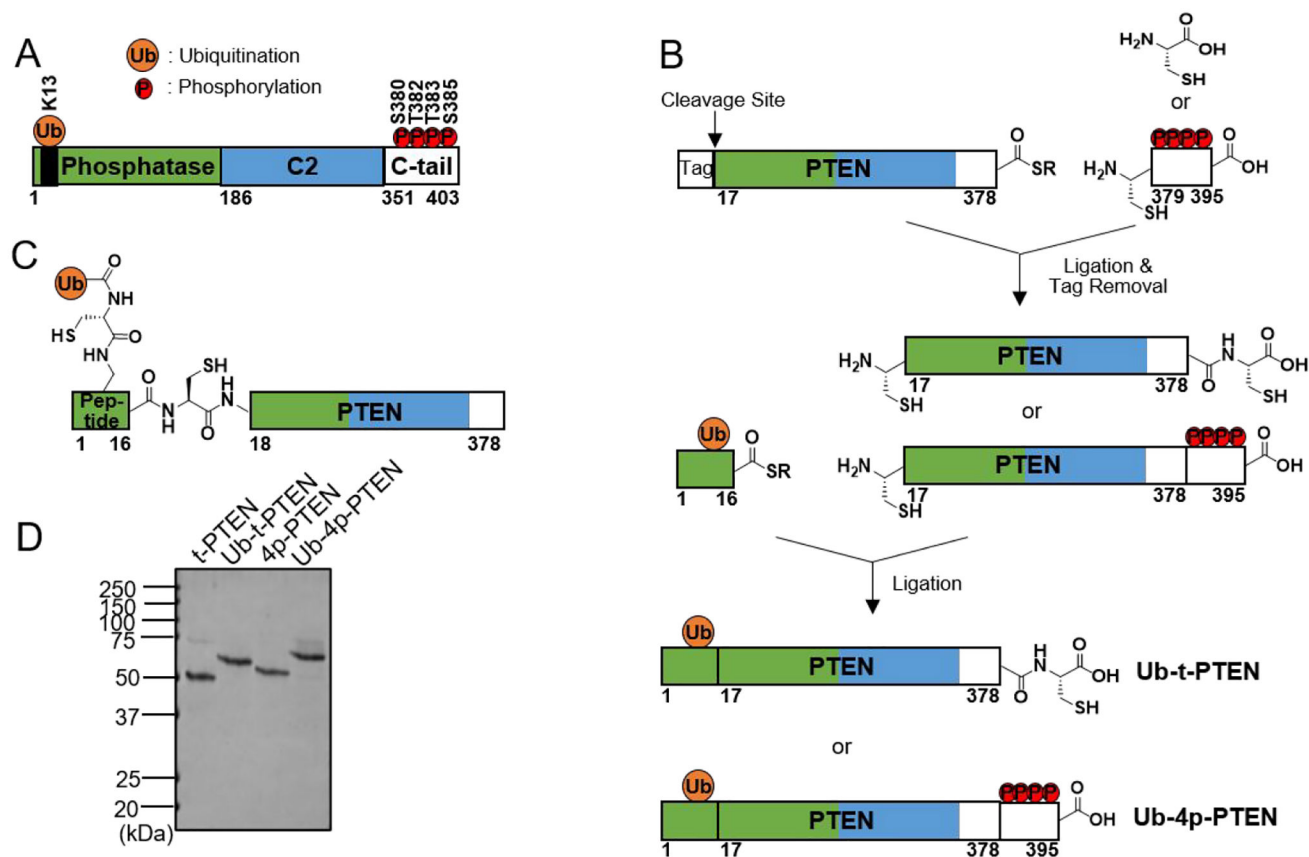 A
Ub : Ubiquitination
P : Phosphorylation
K13
Ub
S380
T382
T383
S385
P P P P
Phosphatase C2 C-tail
1 186 351 403
B
H₂N O OH
SH
or
Cleavage Site
Tag PTEN O SR
17 378
P P P P
H₂N O OH
SH 379 395
Ligation &
Tag Removal
H₂N PTEN O H N O OH
SH 17 378 SH
or
Ub O SR
1 16
P P P P
H₂N PTEN O OH
SH 17 378 395
Ligation
Ub
PTEN O H N O OH
1 17 378 SH
Ub-t-PTEN
or
Ub P P P P
PTEN O OH
1 17 378 395
Ub-4p-PTEN
C
Ub O
NH
HS O
HN
SH
O H N
Pep-
tide
N H O
PTEN
1 16 18 378
D
t-PTEN
Ub-t-PTEN
4p-PTEN
Ub-4p-PTEN
250
150
100
75
50
37
25
20
(kDa)